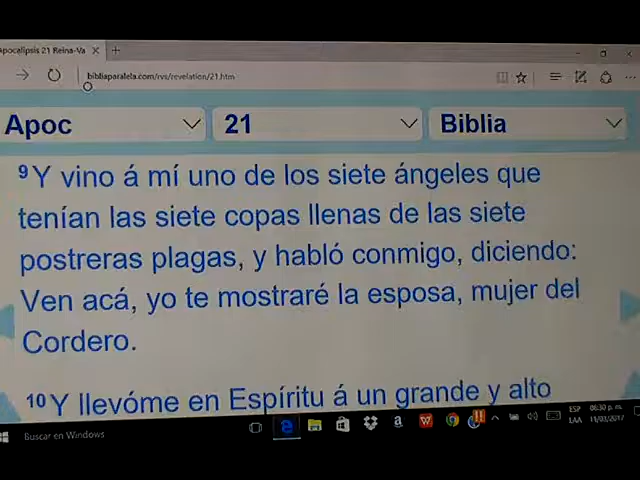 Apocalipsis 21 Reina-Va
bibliaparalela.com/rvs/revelation/21.htm
Apoc 21 Biblia
9Y vino á mí uno de los siete ángeles que
tenían las siete copas llenas de las siete
postreras plagas, y habló conmigo, diciendo:
Ven acá, yo te mostraré la esposa, mujer del
Cordero.
10Y llevóme en Espíritu á un grande y alto
Buscar en Windows
ESP 06:30 p. m.
LAA